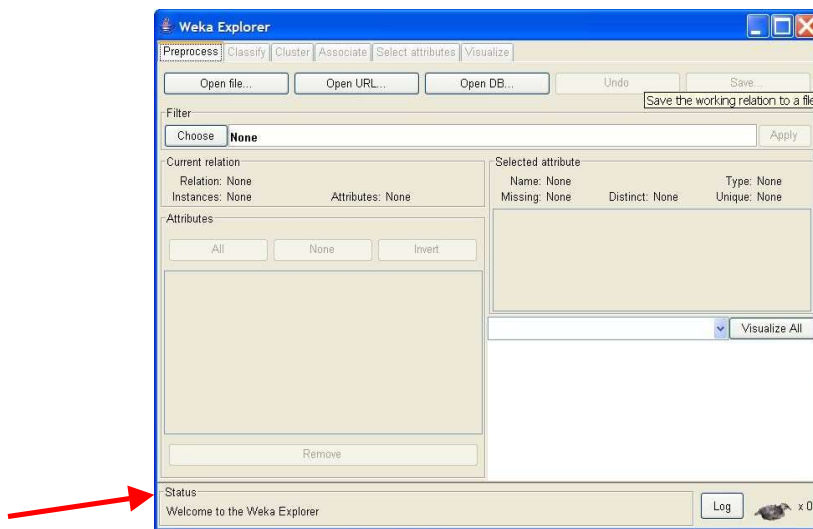 Weka Explorer
Preprocess Classify Cluster Associate Select attributes Visualize
Open file... Open URL... Open DB... Undo Save...
Save the working relation to a file
Filter
Choose None Apply
Current relation
Relation: None
Instances: None Attributes: None
Selected attribute
Name: None Type: None
Missing: None Distinct: None Unique: None
Attributes
All None Invert
Visualize All
Remove
Status
Welcome to the Weka Explorer
Log x 0